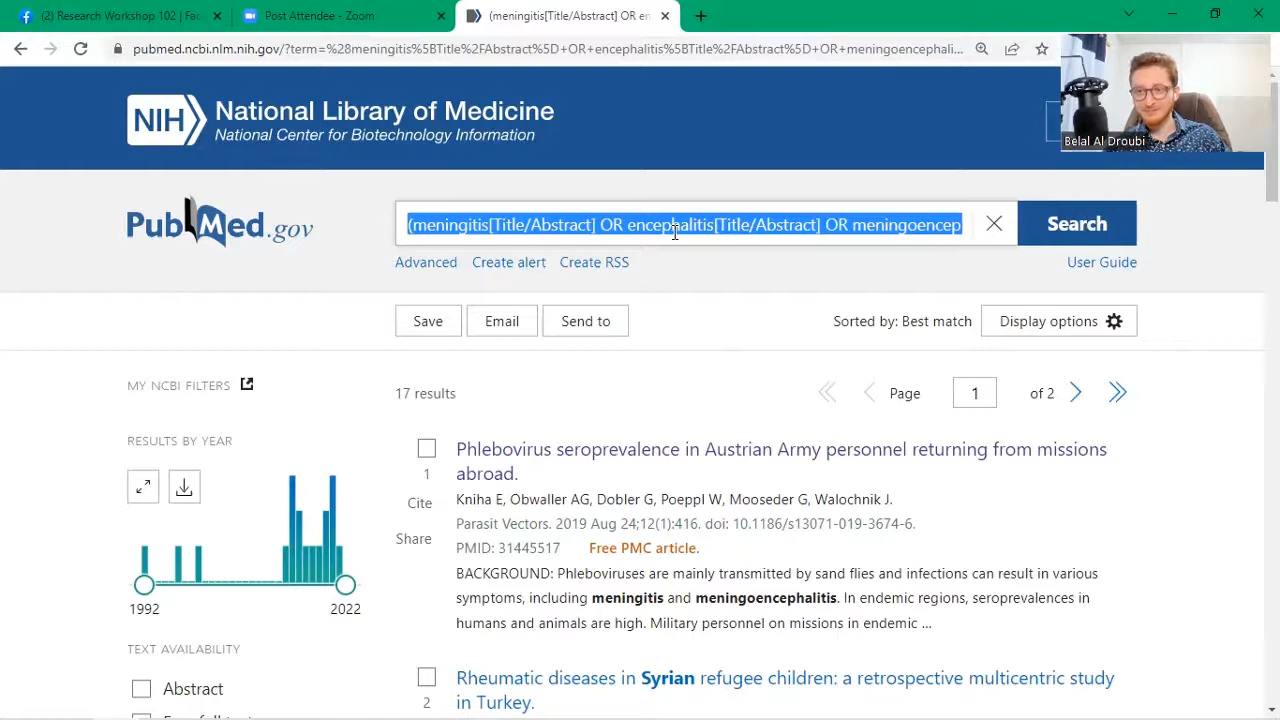 (2) Research Workshop 102 | Fac
Post Attendee - Zoom
(meningitis[Title/Abstract] OR en
pubmed.ncbi.nlm.nih.gov/?term=%28meningitis%5BTitle%2FAbstract%5D+OR+encephalitis%5BTitle%2FAbstract%5D+OR+meningoencephali...
NIH National Library of Medicine
National Center for Biotechnology Information
Belal Al Droubi
PubMed.gov
(meningitis[Title/Abstract] OR encephalitis[Title/Abstract] OR meningoencep
Search
Advanced Create alert Create RSS
User Guide
Save Email Send to
Sorted by: Best match
Display options
MY NCBI FILTERS
17 results
Page 1 of 2
RESULTS BY YEAR
1992 2022
TEXT AVAILABILITY
Abstract
1
Cite
Share
Phlebovirus seroprevalence in Austrian Army personnel returning from missions
abroad.
Kniha E, Obwaller AG, Dobler G, Poeppl W, Mooseder G, Walochnik J.
Parasit Vectors. 2019 Aug 24;12(1):416. doi: 10.1186/s13071-019-3674-6.
PMID: 31445517 Free PMC article.
BACKGROUND: Phleboviruses are mainly transmitted by sand flies and infections can result in various
symptoms, including meningitis and meningoencephalitis. In endemic regions, seroprevalences in
humans and animals are high. Military personnel on missions in endemic ...
2
Rheumatic diseases in Syrian refugee children: a retrospective multicentric study
in Turkey.